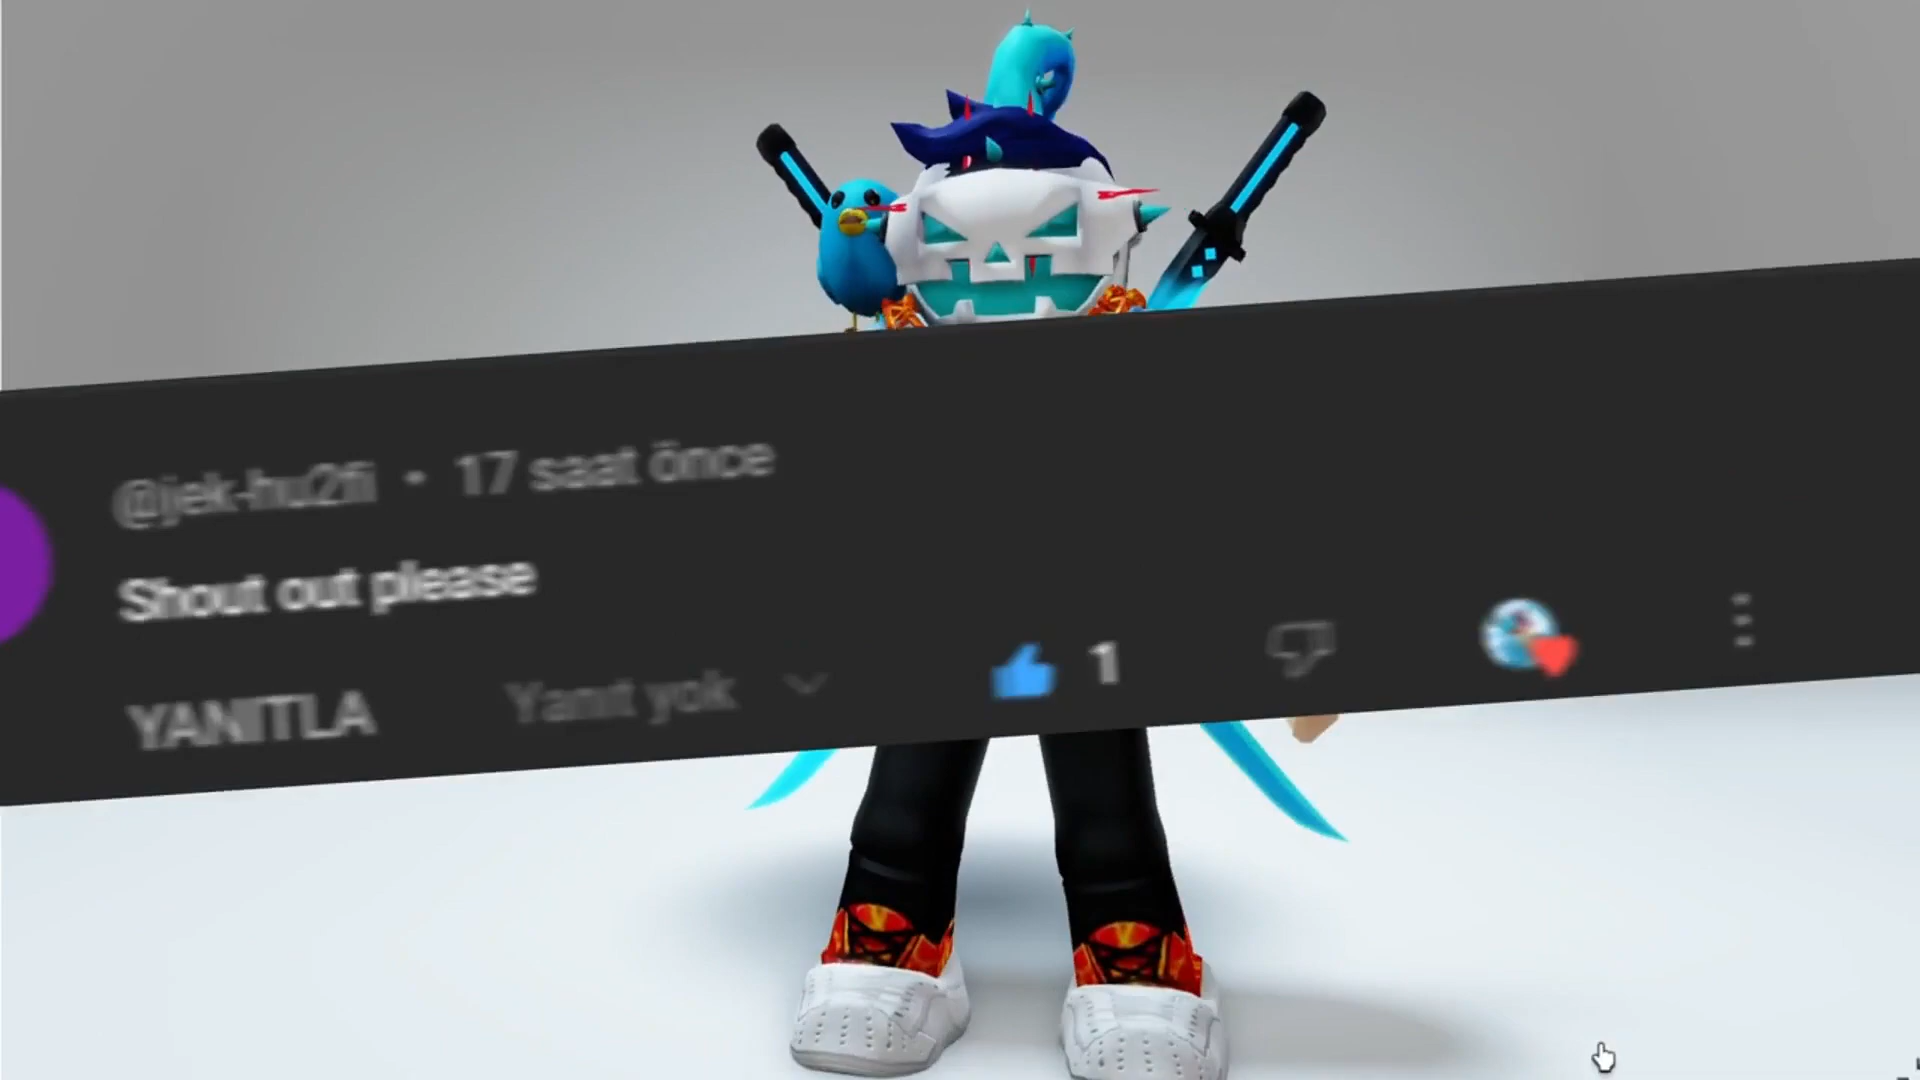 @jek-hu2fi • 17 saat önce
Shout out please
YANITLA Yanıt yok 1